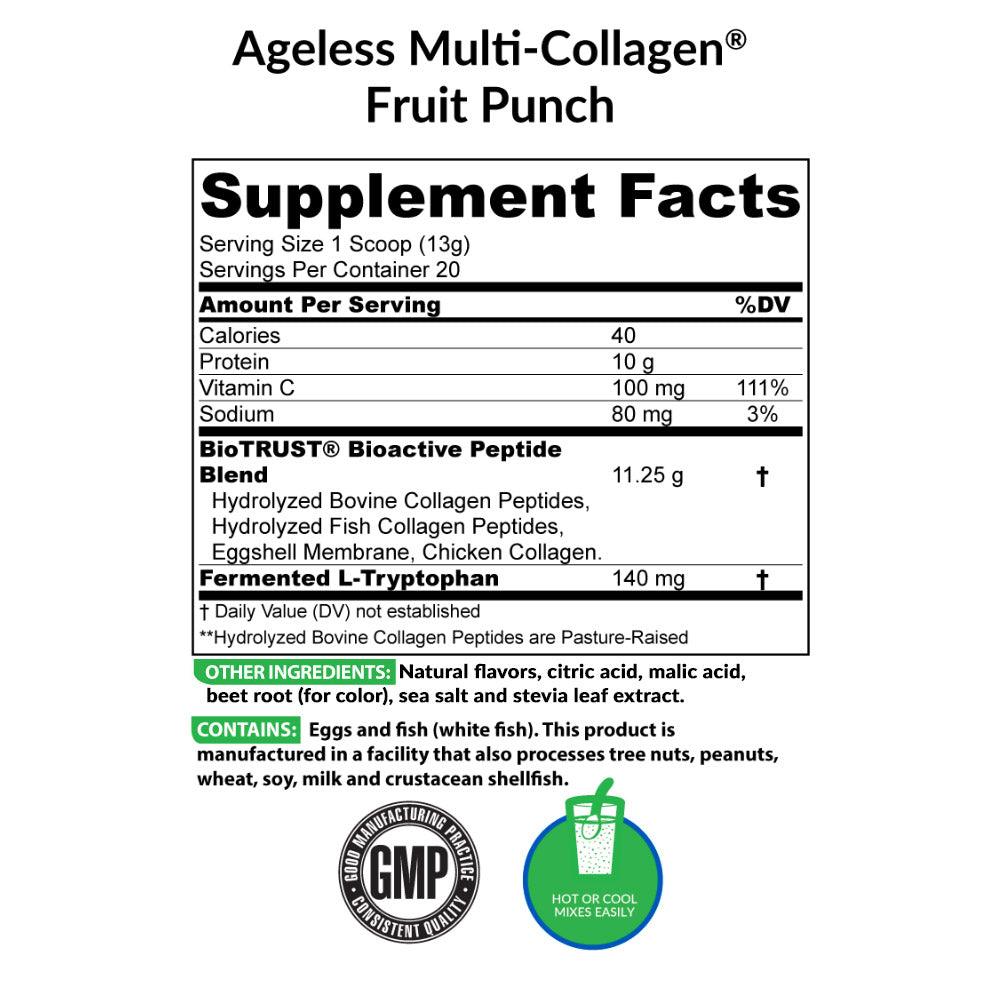 Ageless Multi-Collagen®
Fruit Punch
Supplement Facts
Serving Size 1 Scoop (13g)
Servings Per Container 20
Amount Per Serving %DV
Calories 40
Protein 10 g
Vitamin C 100 mg 111%
Sodium 80 mg 3%
BioTRUST® Bioactive Peptide
Blend 11.25 g †
Hydrolyzed Bovine Collagen Peptides,
Hydrolyzed Fish Collagen Peptides,
Eggshell Membrane, Chicken Collagen.
Fermented L-Tryptophan 140 mg †
† Daily Value (DV) not established
**Hydrolyzed Bovine Collagen Peptides are Pasture-Raised
OTHER INGREDIENTS: Natural flavors, citric acid, malic acid,
beet root (for color), sea salt and stevia leaf extract.
CONTAINS: Eggs and fish (white fish). This product is
manufactured in a facility that also processes tree nuts, peanuts,
wheat, soy, milk and crustacean shellfish.
GOOD MANUFACTURING PRACTICE
GMP
CONSISTENT QUALITY
HOT OR COOL
MIXES EASILY